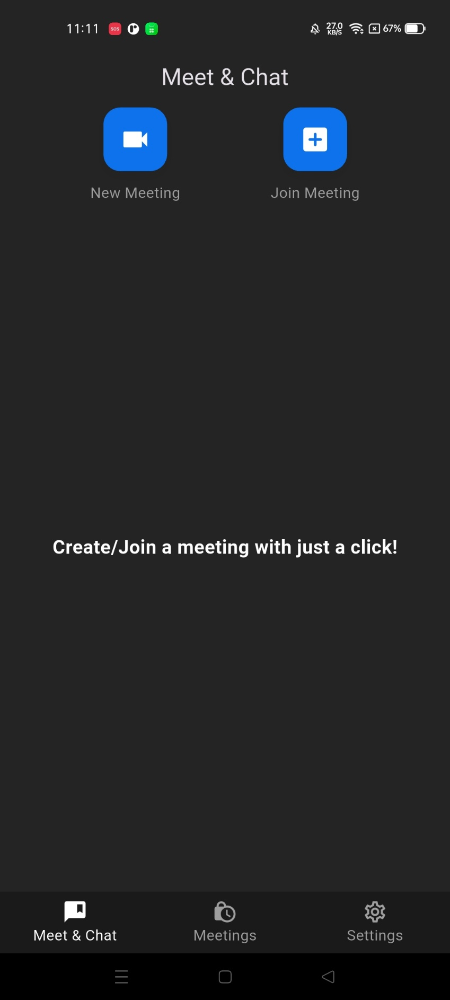 11:11 SOS 27.0 KB/S 67%
Meet & Chat
New Meeting Join Meeting
Create/Join a meeting with just a click!
Meet & Chat Meetings Settings